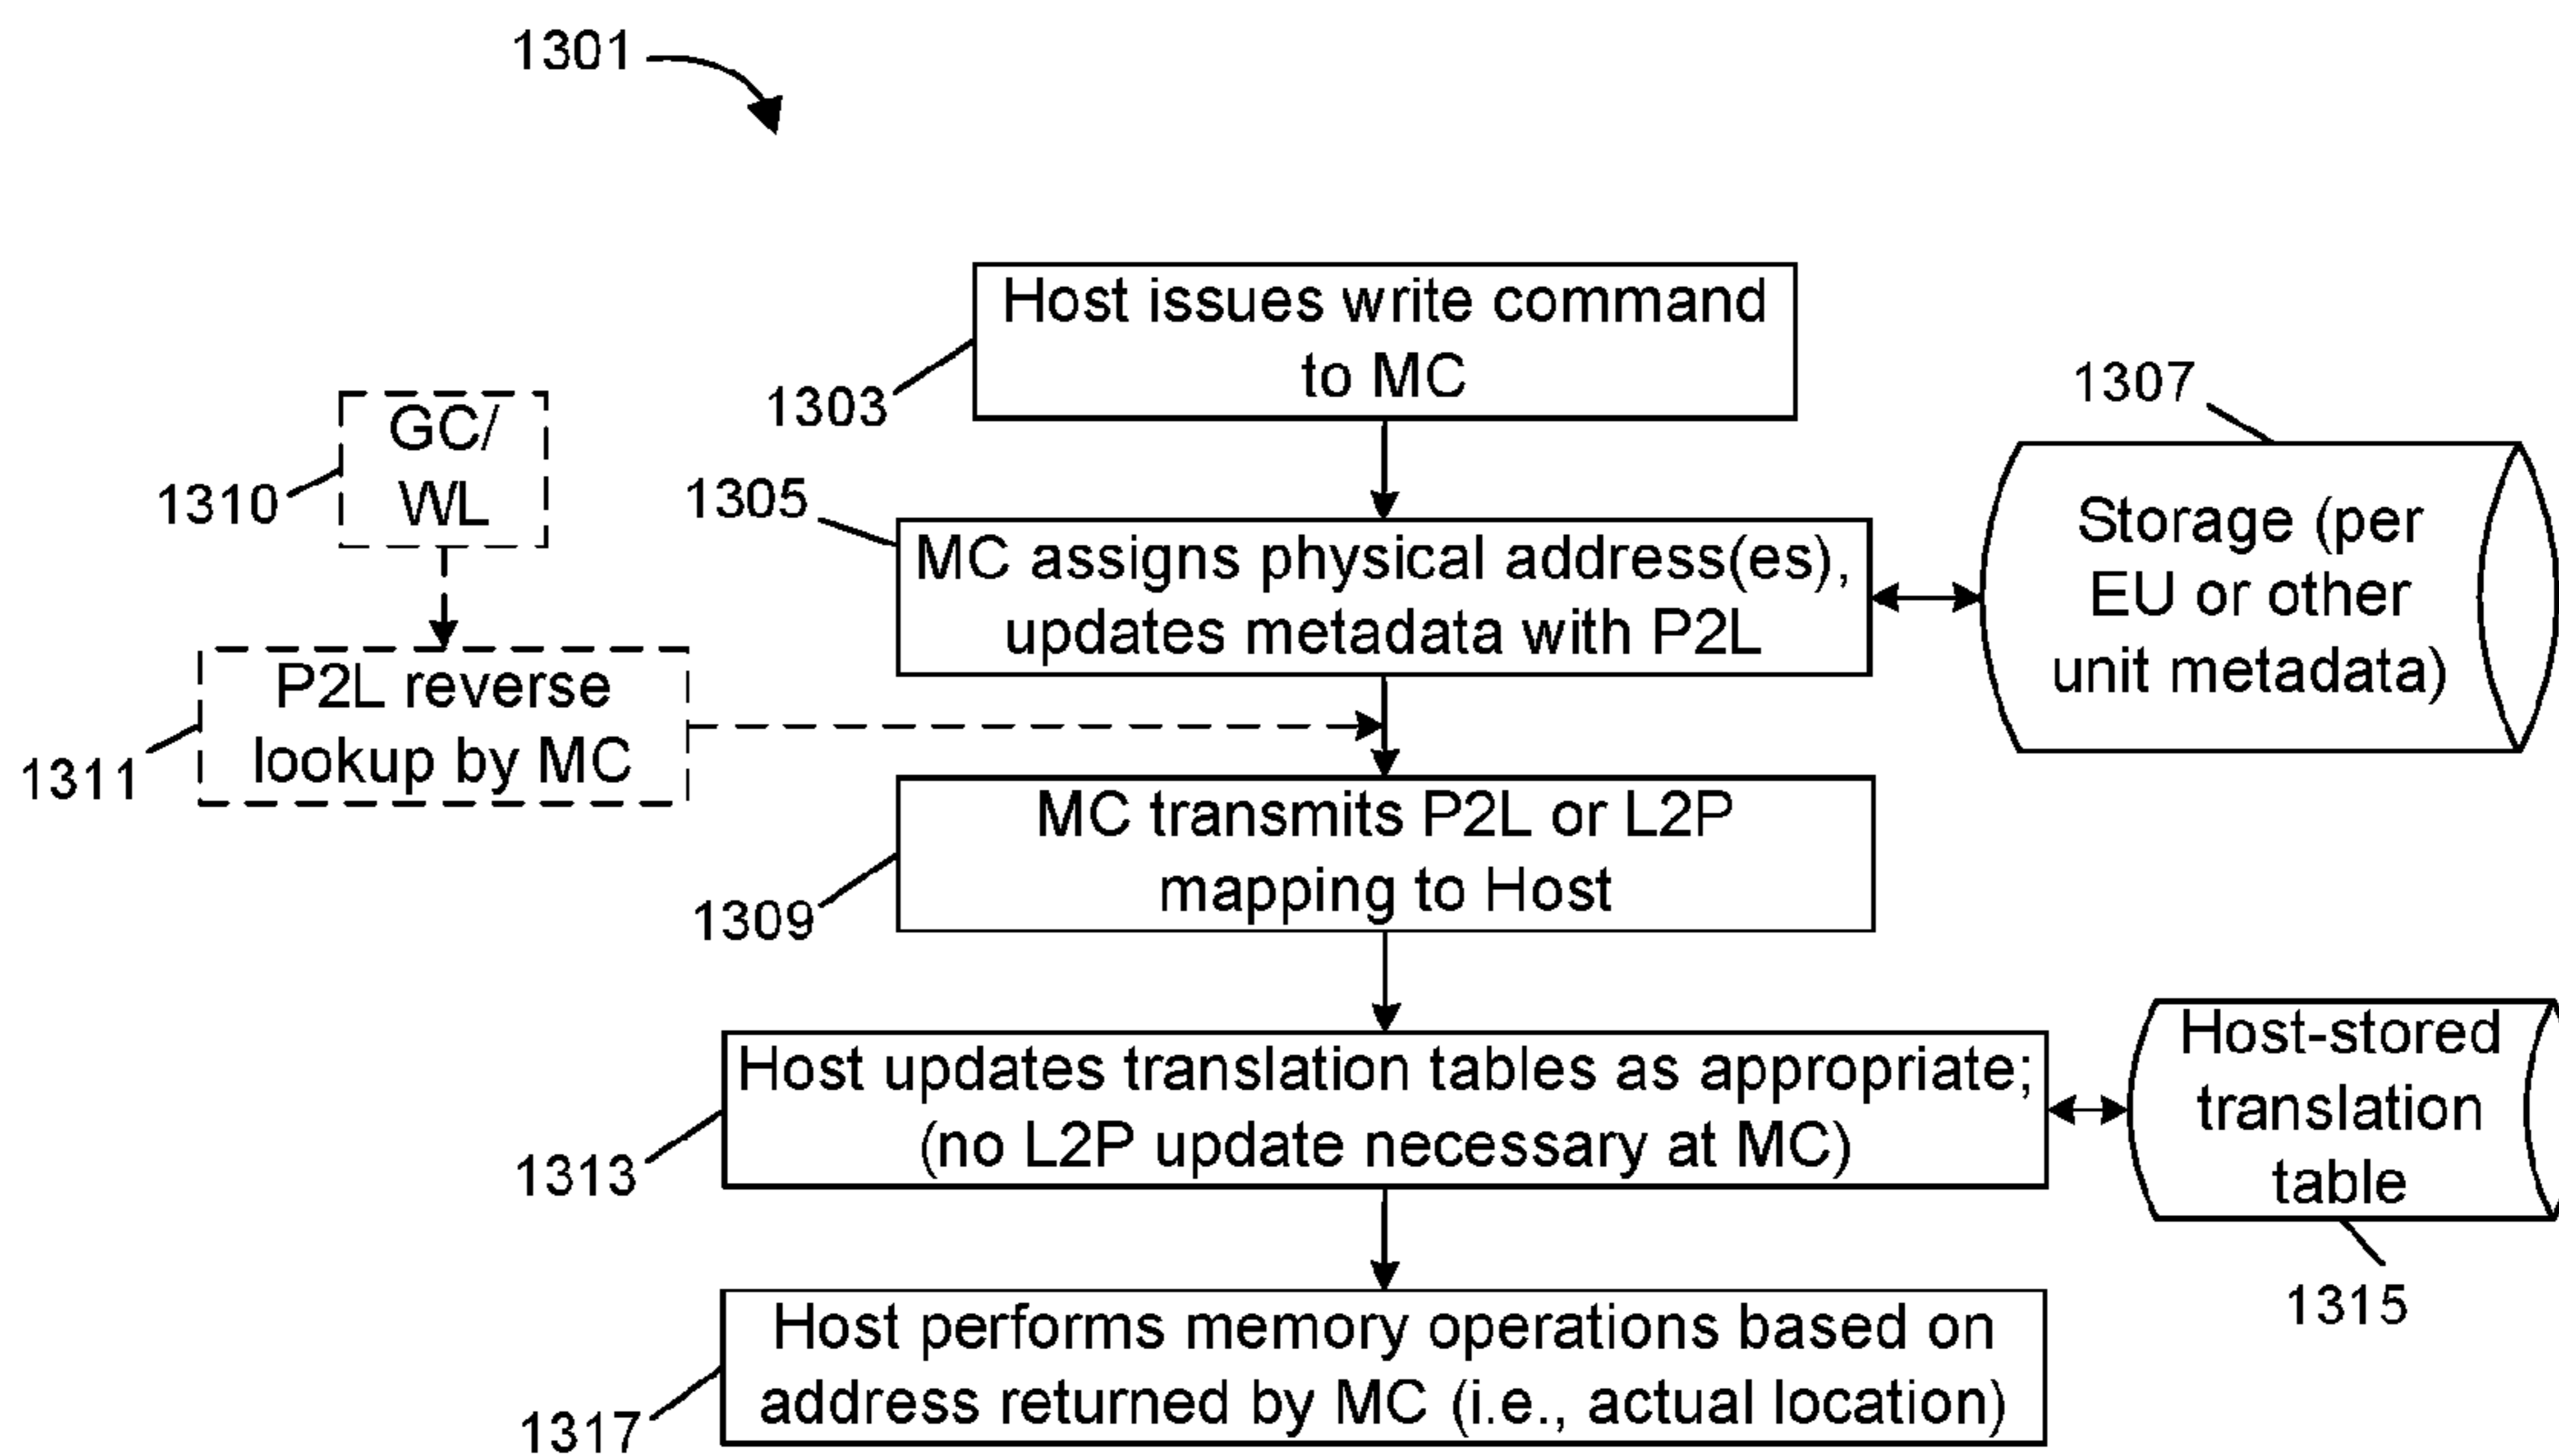 1301
Host issues write command
to MC
1303
1307
GC/
WL
1310
1305
MC assigns physical address(es),
updates metadata with P2L
Storage (per
EU or other
unit metadata)
P2L reverse
lookup by MC
1311
MC transmits P2L or L2P
mapping to Host
1309
Host updates translation tables as appropriate;
(no L2P update necessary at MC)
1313
Host-stored
translation
table
1315
Host performs memory operations based on
address returned by MC (i.e., actual location)
1317